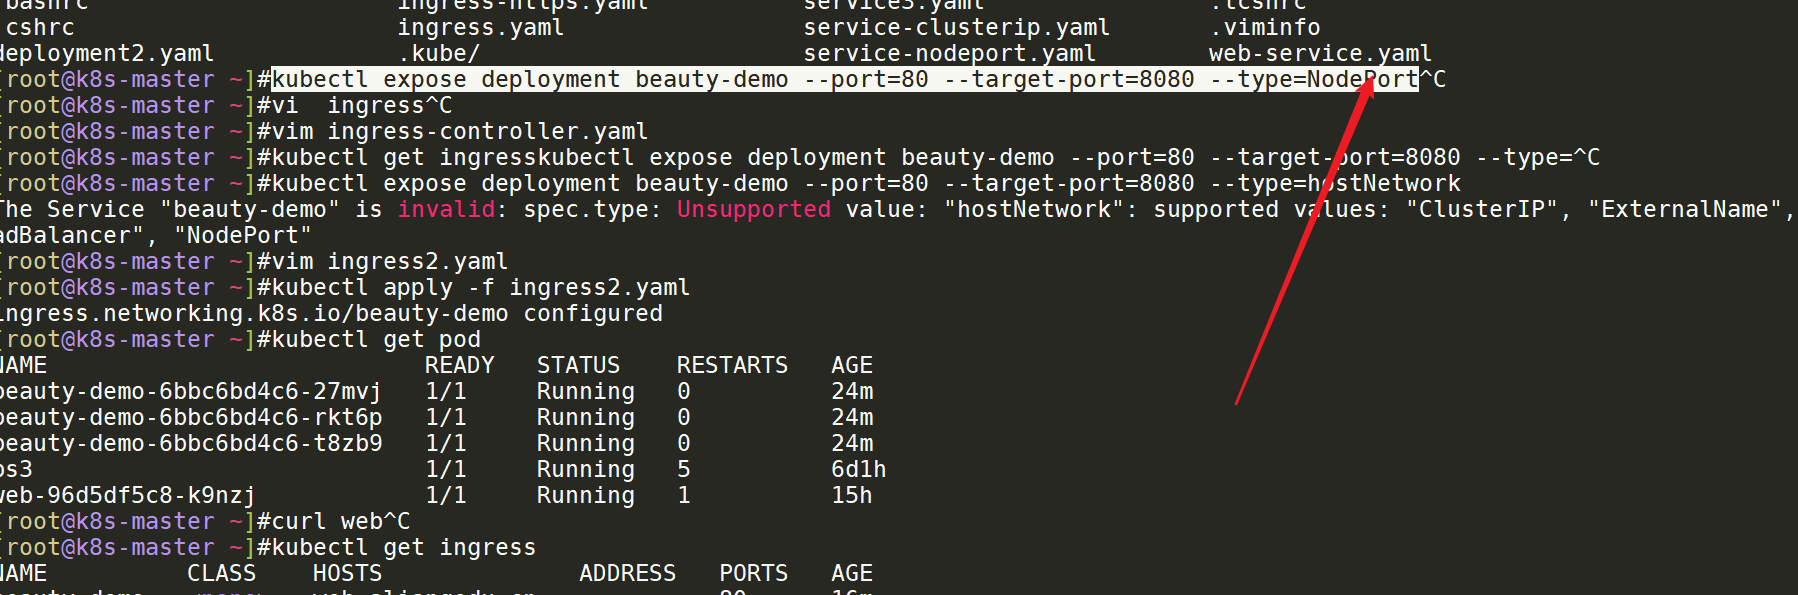 bashrc ingress-https.yaml service3.yaml .tcshrc
cshrc ingress.yaml service-clusterip.yaml .viminfo
deployment2.yaml .kube/ service-nodeport.yaml web-service.yaml
[root@k8s-master ~]#kubectl expose deployment beauty-demo --port=80 --target-port=8080 --type=NodePort^C
[root@k8s-master ~]#vi  ingress^C
[root@k8s-master ~]#vim ingress-controller.yaml
[root@k8s-master ~]#kubectl get ingresskubectl expose deployment beauty-demo --port=80 --target-port=8080 --type=^C
[root@k8s-master ~]#kubectl expose deployment beauty-demo --port=80 --target-port=8080 --type=hostNetwork
The Service "beauty-demo" is invalid: spec.type: Unsupported value: "hostNetwork": supported values: "ClusterIP", "ExternalName",
adBalancer", "NodePort"
[root@k8s-master ~]#vim ingress2.yaml
[root@k8s-master ~]#kubectl apply -f ingress2.yaml
ingress.networking.k8s.io/beauty-demo configured
[root@k8s-master ~]#kubectl get pod
NAME READY STATUS RESTARTS AGE
beauty-demo-6bbc6bd4c6-27mvj 1/1 Running 0 24m
beauty-demo-6bbc6bd4c6-rkt6p 1/1 Running 0 24m
beauty-demo-6bbc6bd4c6-t8zb9 1/1 Running 0 24m
os3 1/1 Running 5 6d1h
web-96d5df5c8-k9nzj 1/1 Running 1 15h
[root@k8s-master ~]#curl web^C
[root@k8s-master ~]#kubectl get ingress
NAME CLASS HOSTS ADDRESS PORTS AGE
beauty-demo <none> 80 16m